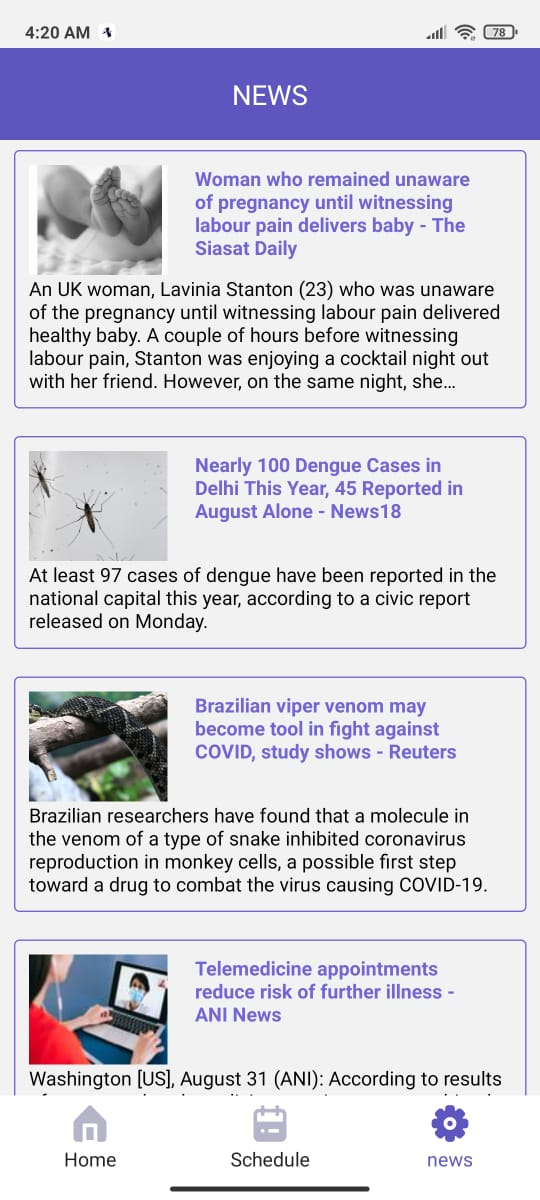 4:20 AM
78
NEWS
Woman who remained unaware
of pregnancy until witnessing
labour pain delivers baby - The
Siasat Daily
An UK woman, Lavinia Stanton (23) who was unaware
of the pregnancy until witnessing labour pain delivered
healthy baby. A couple of hours before witnessing
labour pain, Stanton was enjoying a cocktail night out
with her friend. However, on the same night, she…
Nearly 100 Dengue Cases in
Delhi This Year, 45 Reported in
August Alone - News18
At least 97 cases of dengue have been reported in the
national capital this year, according to a civic report
released on Monday.
Brazilian viper venom may
become tool in fight against
COVID, study shows - Reuters
Brazilian researchers have found that a molecule in
the venom of a type of snake inhibited coronavirus
reproduction in monkey cells, a possible first step
toward a drug to combat the virus causing COVID-19.
Telemedicine appointments
reduce risk of further illness -
ANI News
Washington [US], August 31 (ANI): According to results
Home
Schedule
news